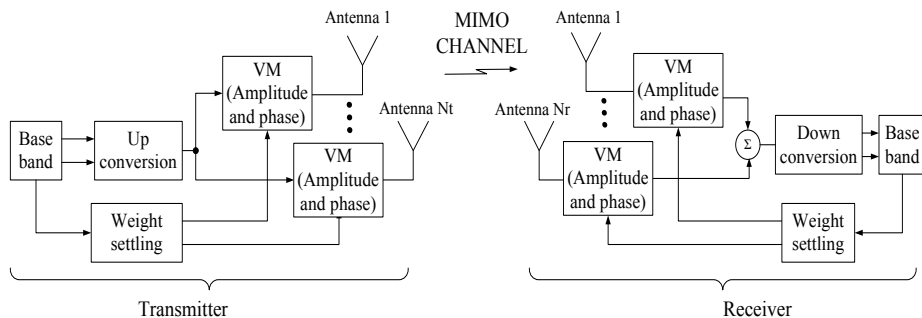 Antenna 1
MIMO
CHANNEL
Antenna 1
VM
(Amplitude
and phase)
VM
(Amplitude
and phase)
Antenna Nt
Antenna Nr
Base
band
Up
conversion
VM
(Amplitude
and phase)
VM
(Amplitude
and phase)
Σ
Down
conversion
Base
band
Weight
settling
Weight
settling
Transmitter
Receiver